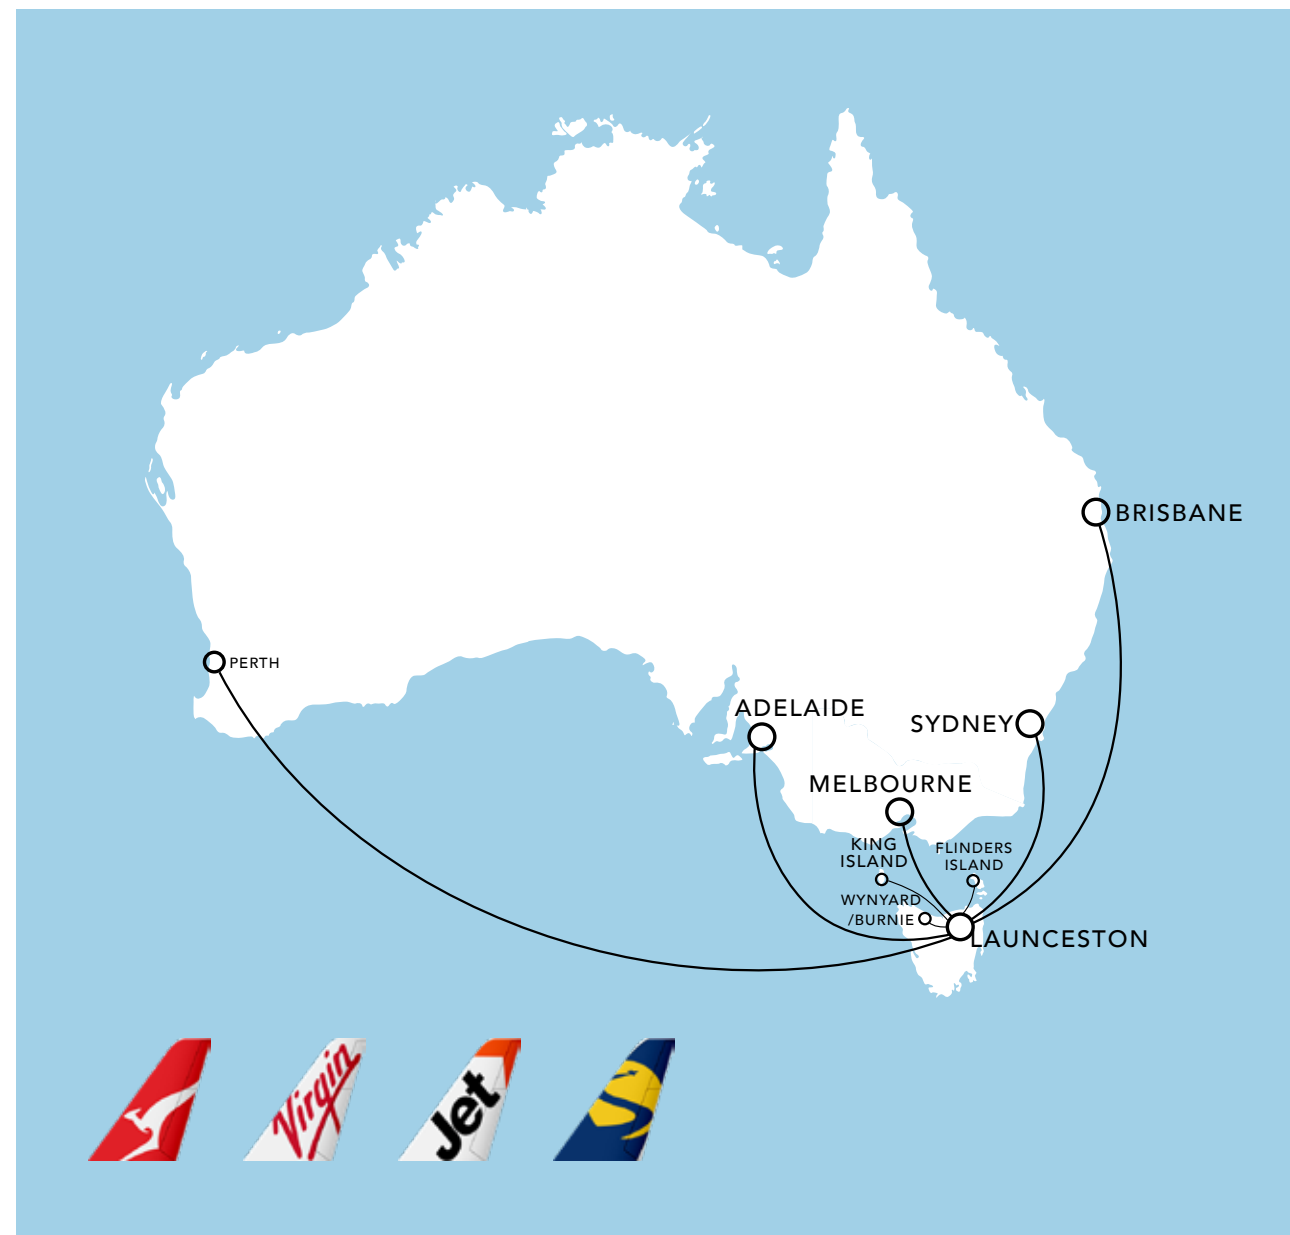 BRISBANE
PERTH
ADELAIDE
SYDNEY
MELBOURNE
KING
ISLAND
FLINDERS
ISLAND
WYNYARD
/BURNIE
LAUNCESTON
Virgin
Jet